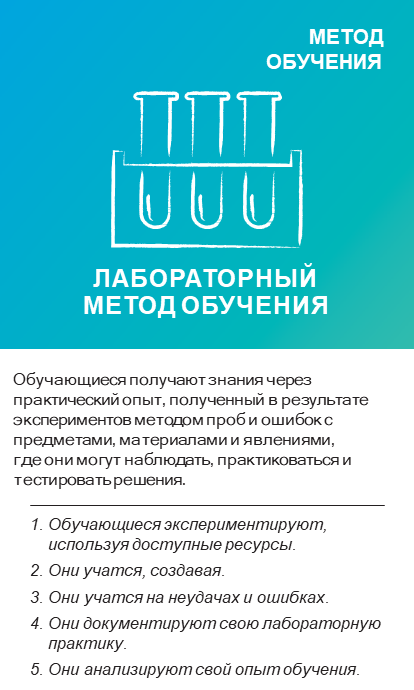 МЕТОД
ОБУЧЕНИЯ
ЛАБОРАТОРНЫЙ
МЕТОД ОБУЧЕНИЯ
Обучающиеся получают знания через
практический опыт, полученный в результате
экспериментов методом проб и ошибок с
предметами, материалами и явлениями,
где они могут наблюдать, практиковаться и
тестировать решения.
1. Обучающиеся экспериментируют,
используя доступные ресурсы.
2. Они учатся, создавая.
3. Они учатся на неудачах и ошибках.
4. Они документируют свою лабораторную
практику.
5. Они анализируют свой опыт обучения.